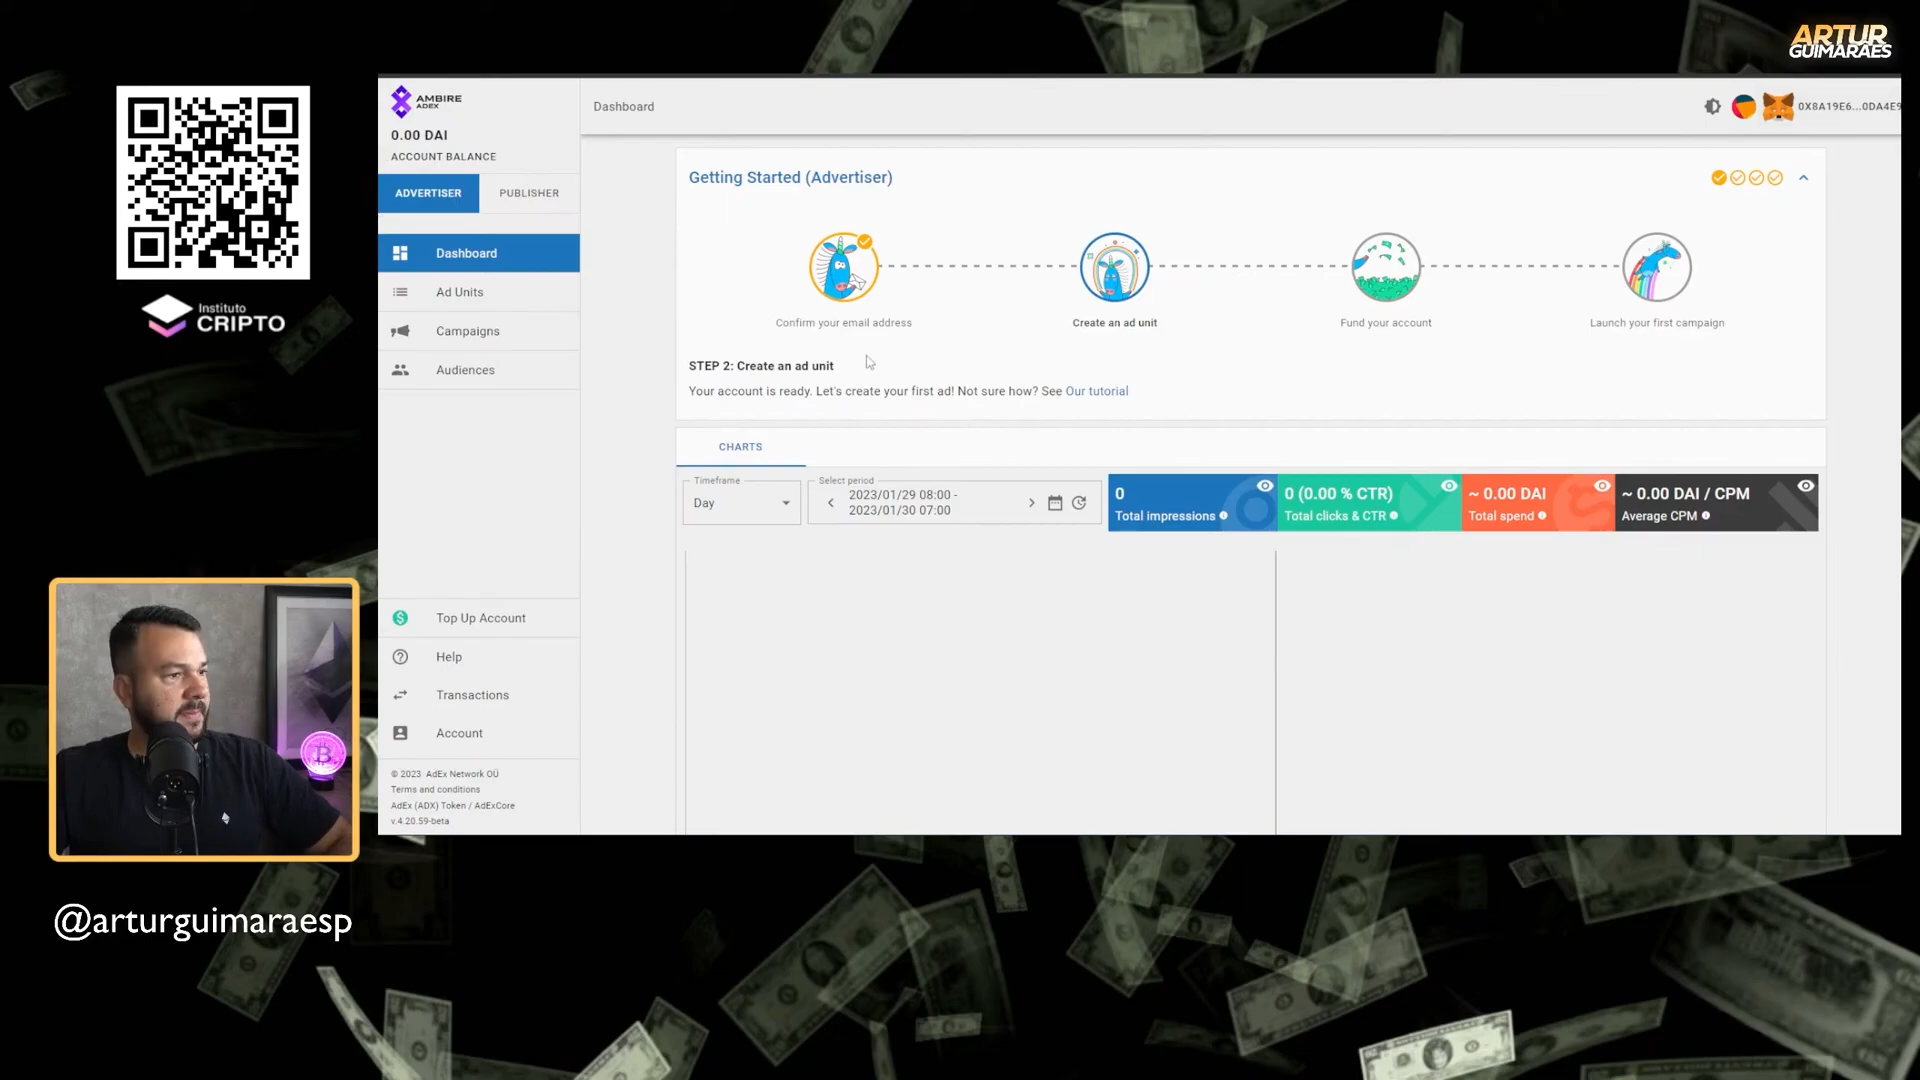 ARTUR
GUIMARAES
Instituto
CRIPTO
@arturguimaraesp
AMBIRE
ADEX
0.00 DAI
ACCOUNT BALANCE
ADVERTISER
PUBLISHER
Dashboard
Ad Units
Campaigns
Audiences
Top Up Account
Help
Transactions
Account
© 2023 AdEx Network OÜ
Terms and conditions
AdEx (ADX) Token / AdExCore
v.4.20.59-beta
Dashboard
0X8A19E6...0DA4E9
Getting Started (Advertiser)
Confirm your email address
Create an ad unit
Fund your account
Launch your first campaign
STEP 2: Create an ad unit
Your account is ready. Let's create your first ad! Not sure how? See Our tutorial
CHARTS
Timeframe
Day
Select period
2023/01/29 08:00 -
2023/01/30 07:00
0
Total impressions
0 (0.00 % CTR)
Total clicks & CTR
~ 0.00 DAI
Total spend
~ 0.00 DAI / CPM
Average CPM